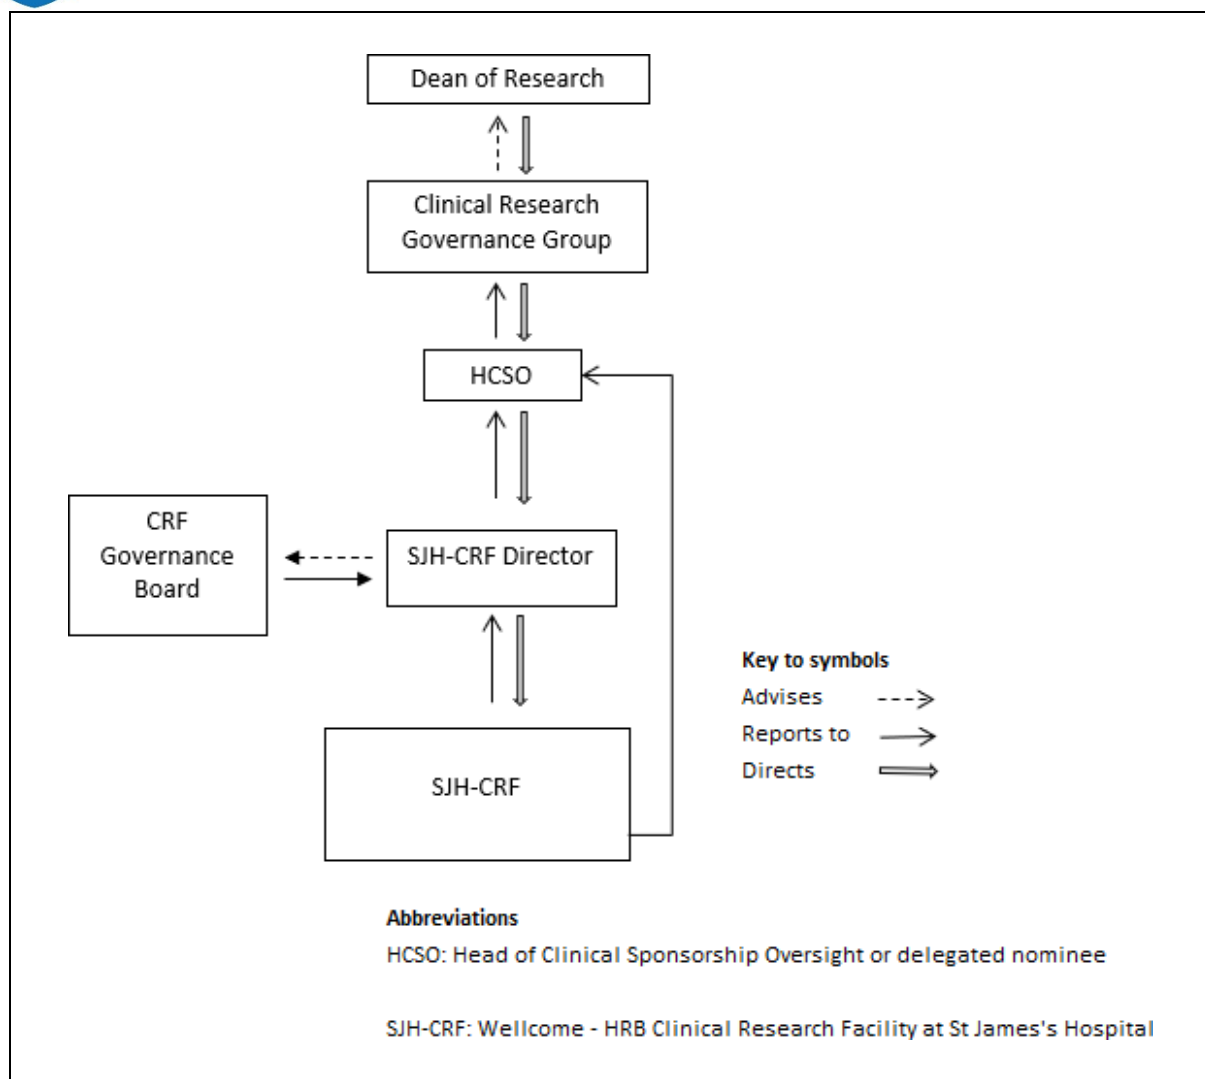 Dean of Research
Clinical Research
Governance Group
HCSO
CRF
Governance
Board
SJH-CRF Director
SJH-CRF
Key to symbols
Advises
Reports to
Directs
Abbreviations
HCSO: Head of Clinical Sponsorship Oversight or delegated nominee
SJH-CRF: Wellcome - HRB Clinical Research Facility at St James's Hospital